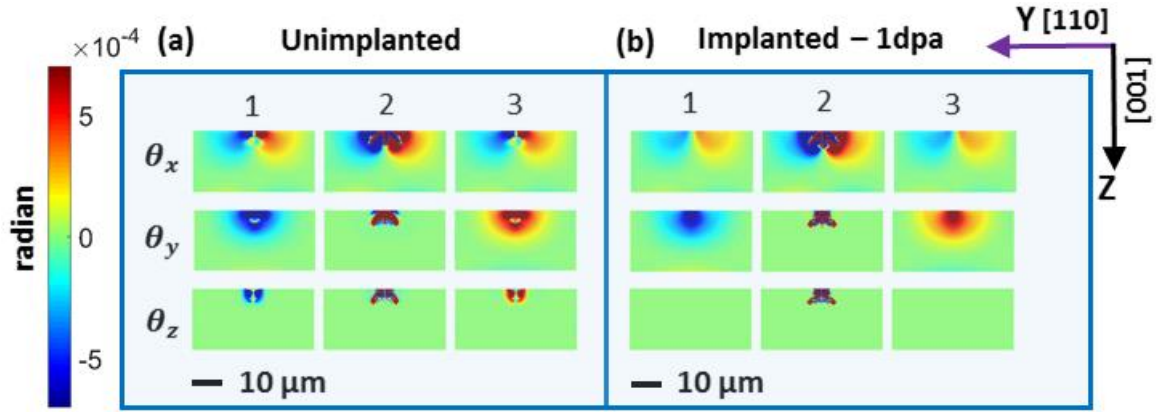 ×10⁻⁴
(a) Unimplanted
(b) Implanted – 1dpa
Y [110]
[001]
Z
radian
5
0
-5
1 2 3
1 2 3
θx
θy
θz
10 µm
10 µm